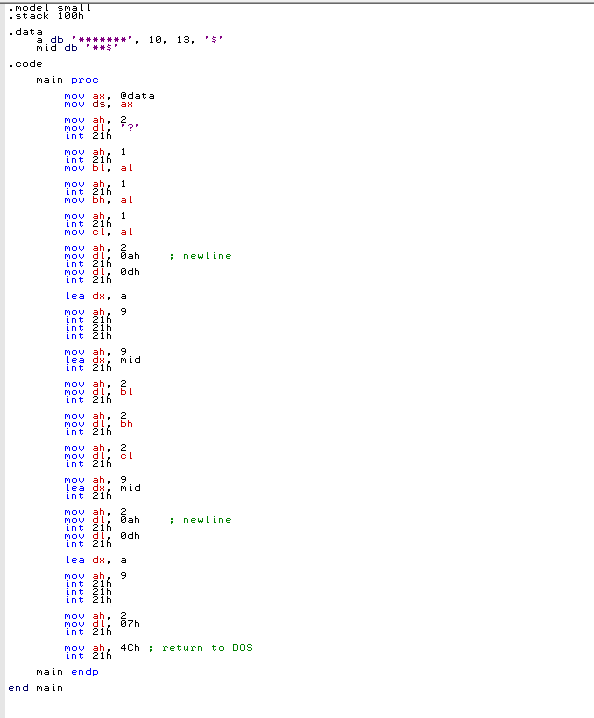 .model small
.stack 100h
.data
a db '*******', 10, 13, '$'
mid db '**$'
.code
main proc
mov ax, @data
mov ds, ax
mov ah, 2
mov dl, '?'
int 21h
mov ah, 1
int 21h
mov bl, al
mov ah, 1
int 21h
mov bh, al
mov ah, 1
int 21h
mov cl, al
mov ah, 2
mov dl, 0ah ; newline
int 21h
mov dl, 0dh
int 21h
lea dx, a
mov ah, 9
int 21h
int 21h
int 21h
mov ah, 9
lea dx, mid
int 21h
mov ah, 2
mov dl, bl
int 21h
mov ah, 2
mov dl, bh
int 21h
mov ah, 2
mov dl, cl
int 21h
mov ah, 9
lea dx, mid
int 21h
mov ah, 2
mov dl, 0ah ; newline
int 21h
mov dl, 0dh
int 21h
lea dx, a
mov ah, 9
int 21h
int 21h
int 21h
mov ah, 2
mov dl, 07h
int 21h
mov ah, 4Ch ; return to DOS
int 21h
main endp
end main